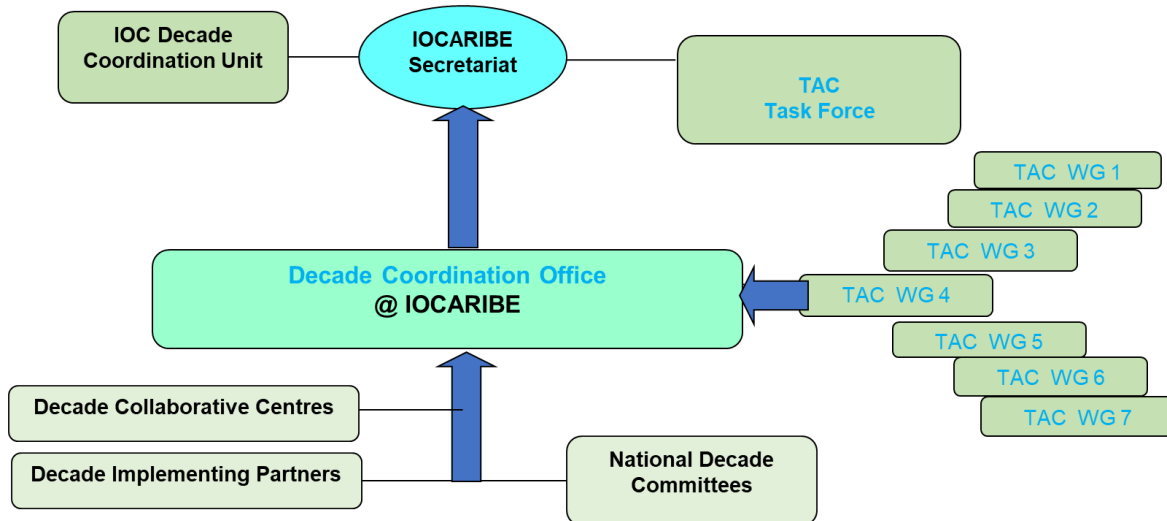 IOC Decade
Coordination Unit
IOCARIBE
Secretariat
TAC
Task Force
TAC WG 1
TAC WG 2
TAC WG 3
TAC WG 4
TAC WG 5
TAC WG 6
TAC WG 7
Decade Coordination Office
@ IOCARIBE
Decade Collaborative Centres
Decade Implementing Partners
National Decade
Committees